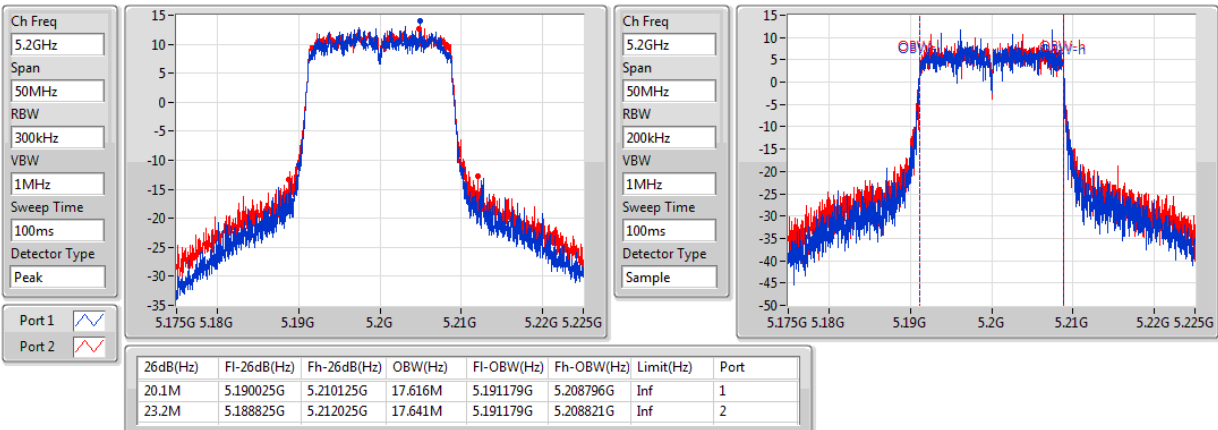 Ch Freq
5.2GHz
Span
50MHz
RBW
300kHz
VBW
1MHz
Sweep Time
100ms
Detector Type
Peak
Port 1
Port 2
15
10
5
0
-5
-10
-15
-20
-25
-30
-35
5.175G 5.18G 5.19G 5.2G 5.21G 5.22G 5.225G
Ch Freq
5.2GHz
Span
50MHz
RBW
200kHz
VBW
1MHz
Sweep Time
100ms
Detector Type
Sample
15
10
5
0
-5
-10
-15
-20
-25
-30
-35
-40
-45
-50
OBW-h
5.175G 5.18G 5.19G 5.2G 5.21G 5.22G 5.225G
26dB(Hz) Fl-26dB(Hz) Fh-26dB(Hz) OBW(Hz) Fl-OBW(Hz) Fh-OBW(Hz) Limit(Hz) Port
20.1M 5.190025G 5.210125G 17.616M 5.191179G 5.208796G Inf 1
23.2M 5.188825G 5.212025G 17.641M 5.191179G 5.208821G Inf 2